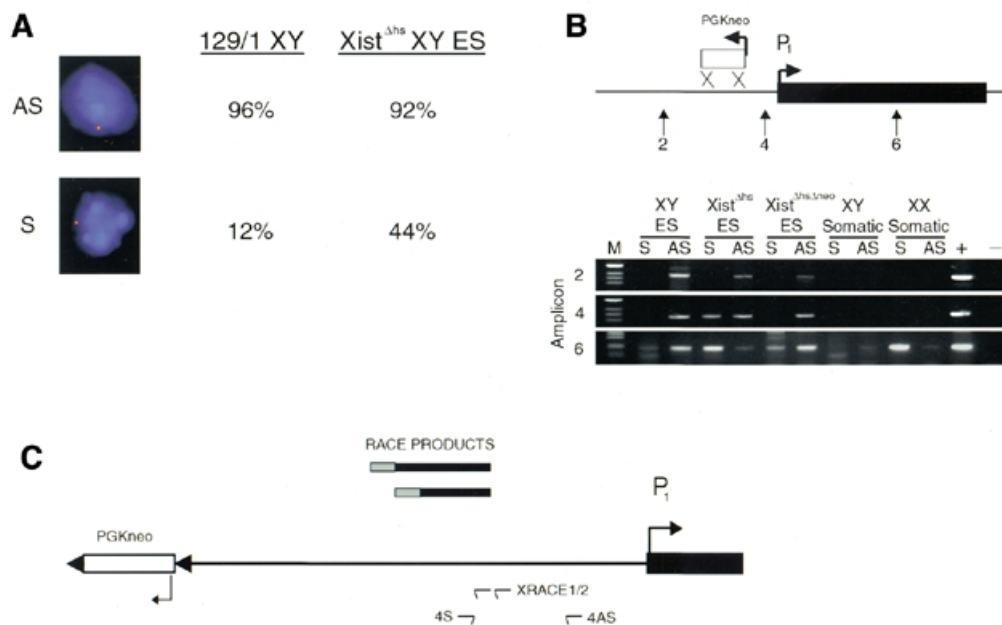 A
129/1 XY Xist Δhs XY ES
AS 96% 92%
S 12% 44%
B
PGKneo
P1
X X
2 4 6
XY Xist Δhs Xist Δhs,Δneo XY XX
ES ES ES Somatic Somatic
M S AS S AS S AS S AS S AS + –
Amplicon
2
4
6
C
RACE PRODUCTS
P1
PGKneo
XRACE1/2
4S 4AS